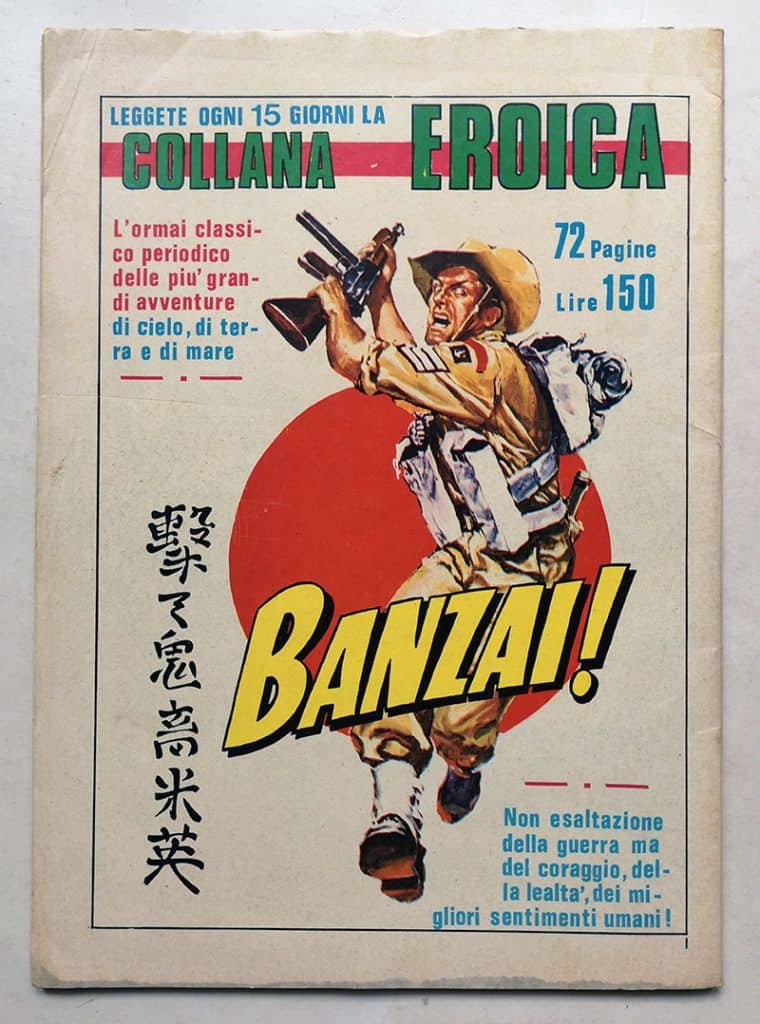 LEGGETE OGNI 15 GIORNI LA
COLLANA EROICA
L'ormai classi-
co periodico
delle piu' gran-
di avventure
di cielo, di ter-
ra e di mare
72 Pagine
Lire 150
擊 鬼畜米英
BANZAI!
Non esaltazione
della guerra ma
del coraggio, del-
la lealta', dei mi-
gliori sentimenti umani!